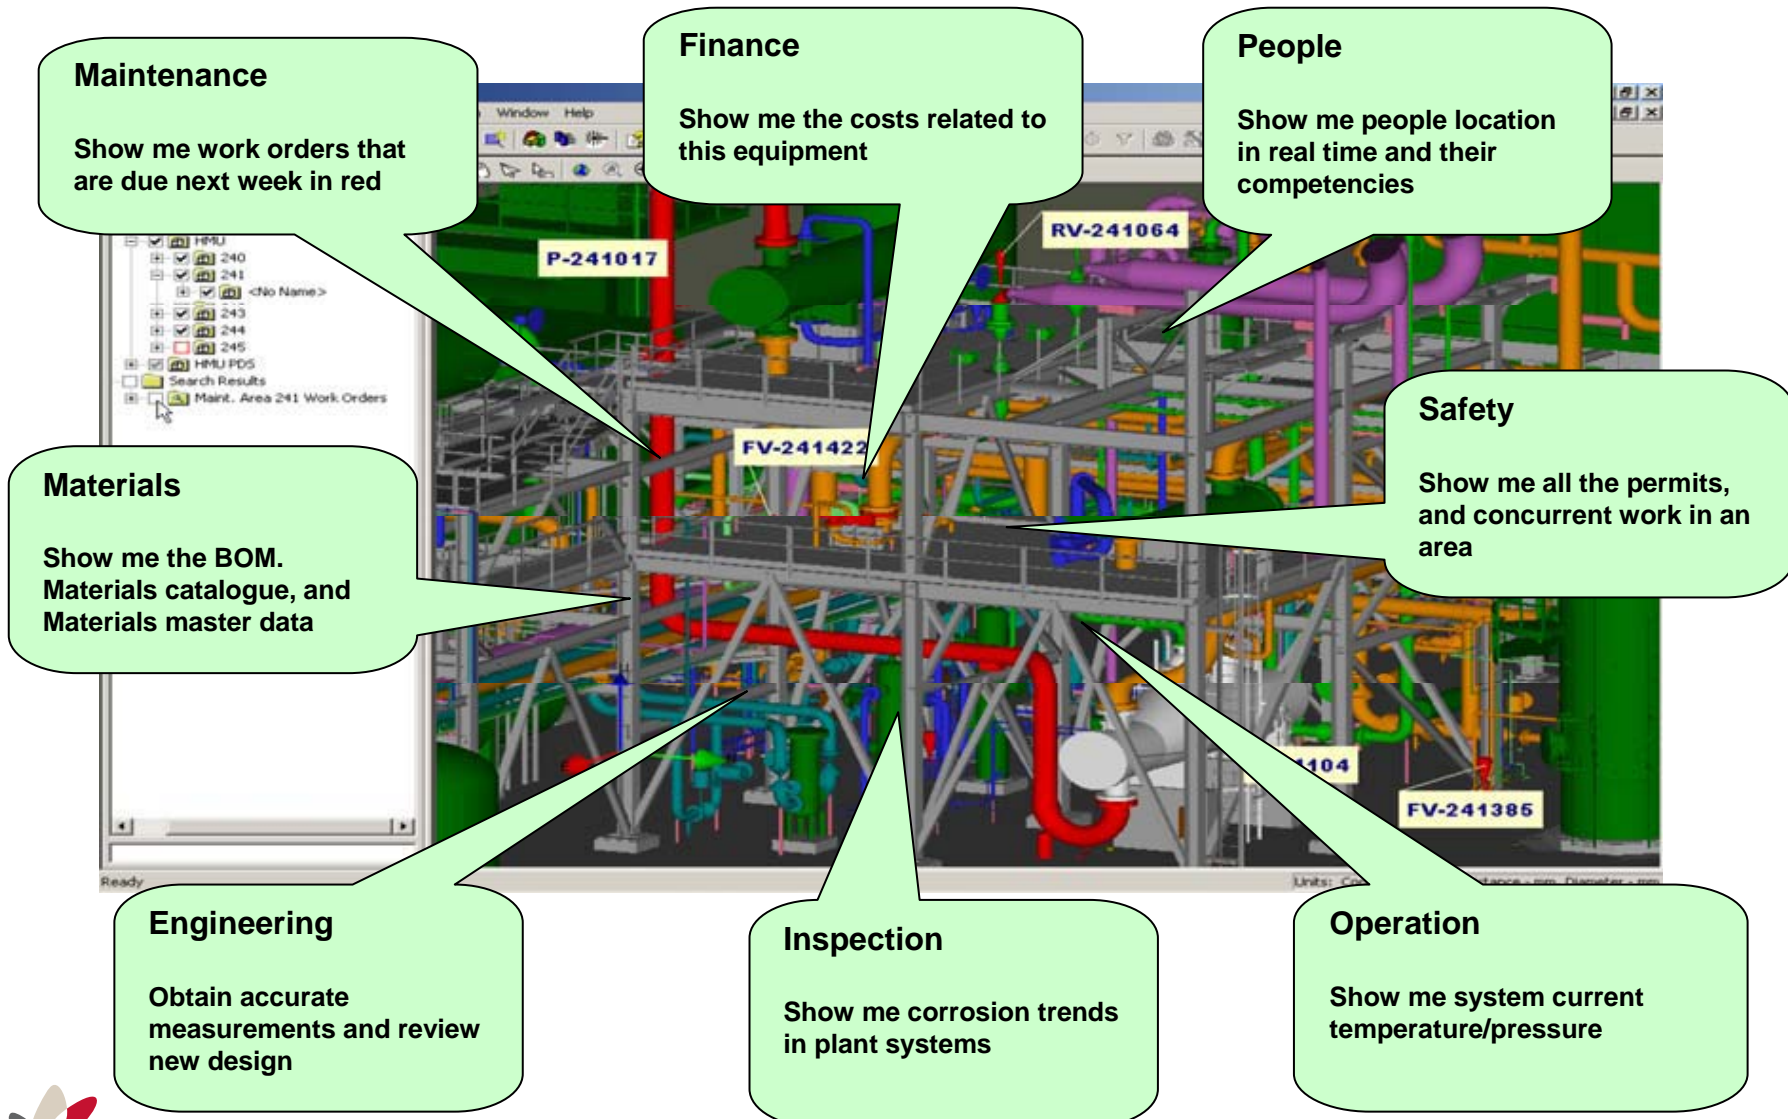 Maintenance
Show me work orders that
are due next week in red
Finance
Show me the costs related to
this equipment
People
Show me people location
in real time and their
competencies
Window Help
HMU
240
241
<No Name>
243
244
245
HMU PDS
Search Results
Maint. Area 241 Work Orders
P-241017
RV-241064
FV-241422
Safety
Show me all the permits,
and concurrent work in an
area
Materials
Show me the BOM.
Materials catalogue, and
Materials master data
1104
FV-241385
Ready
Units:
mm Diameter - mm
Engineering
Obtain accurate
measurements and review
new design
Inspection
Show me corrosion trends
in plant systems
Operation
Show me system current
temperature/pressure